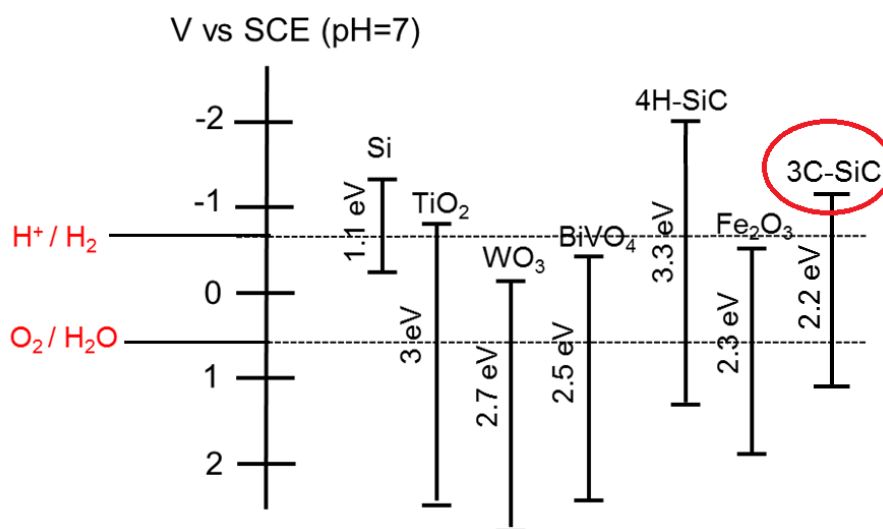 V vs SCE (pH=7)
-2
-1
0
1
2
H⁺ / H₂
O₂ / H₂O
Si
1.1 eV
TiO₂
3 eV
WO₃
2.7 eV
BiVO₄
2.5 eV
4H-SiC
3.3 eV
Fe₂O₃
2.3 eV
3C-SiC
2.2 eV